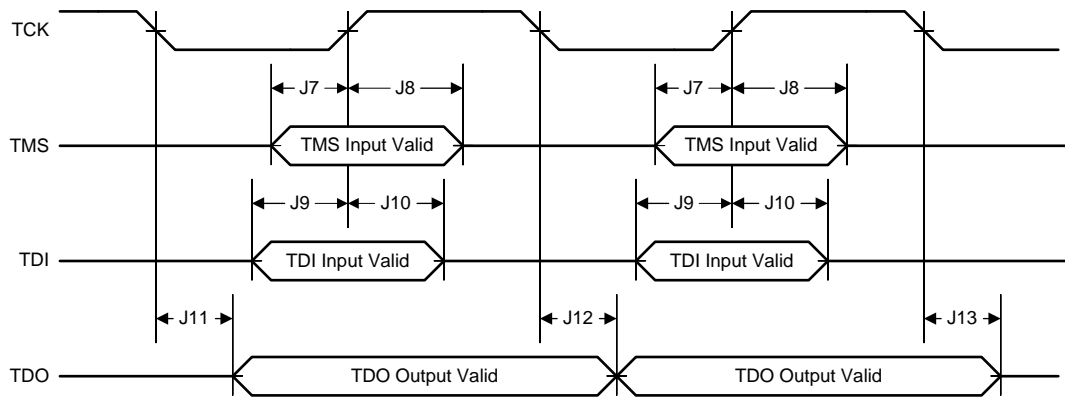 TCK
J7 J8 J7 J8
TMS TMS Input Valid TMS Input Valid
J9 J10 J9 J10
TDI TDI Input Valid TDI Input Valid
J11 J12 J13
TDO TDO Output Valid TDO Output Valid